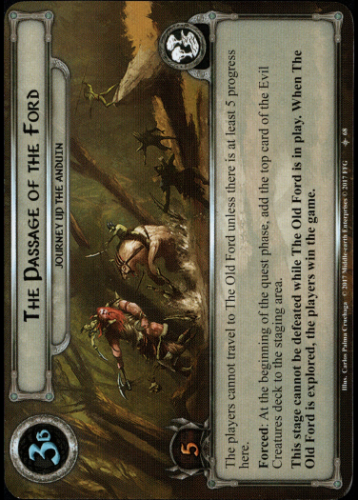 3B
THE PASSAGE OF THE FORD
JOURNEY UP THE ANDUIN
5
The players cannot travel to The Old Ford unless there is at least 5 progress
here.
Forced: At the beginning of the quest phase, add the top card of the Evil
Creatures deck to the staging area.
This stage cannot be defeated while The Old Ford is in play. When The
Old Ford is explored, the players win the game.
Illus. Carlos Palma Cruchaga © 2017 Middle-earth Enterprises © 2017 FFG 68